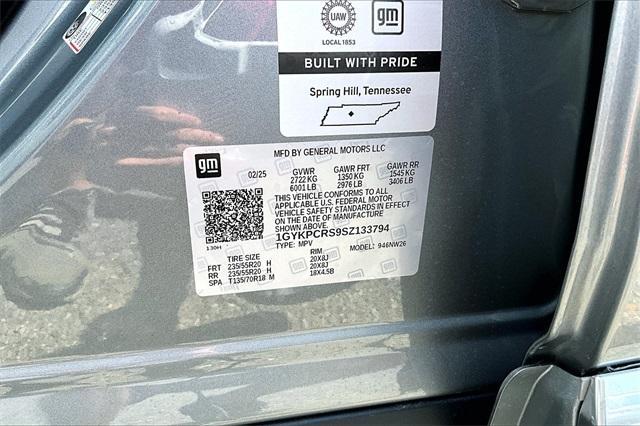 UAW
gm
LOCAL 1853
BUILT WITH PRIDE
Spring Hill, Tennessee
gm
MFD BY GENERAL MOTORS LLC
02/25
GVWR GAWR FRT GAWR RR
2722 KG 1350 KG 1545 KG
6001 LB 2976 LB 3406 LB
THIS VEHICLE CONFORMS TO ALL
APPLICABLE U.S. FEDERAL MOTOR
VEHICLE SAFETY STANDARDS IN EFFECT
ON THE DATE OF MANUFACTURE
SHOWN ABOVE.
1GYKPCRS9SZ133794
TYPE: MPV MODEL: 946NW26
130H
TIRE SIZE RIM
FRT 235/55R20 H 20X8J
RR 235/55R20 H 20X8J
SPA T135/70R18 M 18X4.5B